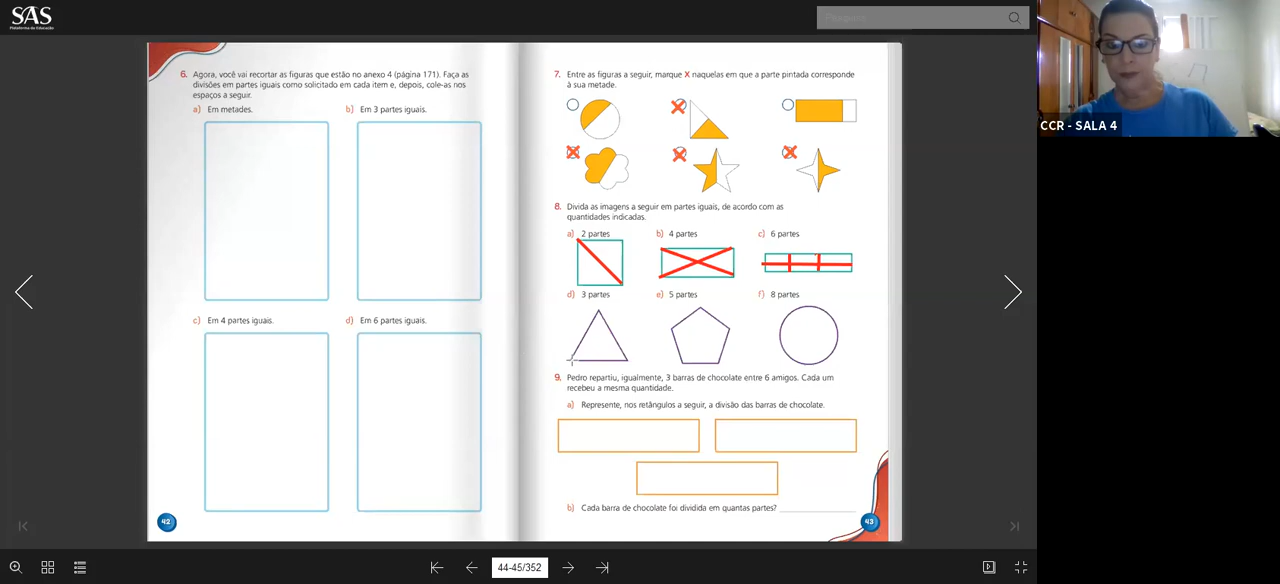 SAS
Plataforma de Educação
Pesquisa
6. Agora, você vai recortar as figuras que estão no anexo 4 (página 171). Faça as
divisões em partes iguais como solicitado em cada item e, depois, cole-as nos
espaços a seguir.
a) Em metades.
b) Em 3 partes iguais.
c) Em 4 partes iguais.
d) Em 6 partes iguais.
42
7. Entre as figuras a seguir, marque X naquelas em que a parte pintada corresponde
à sua metade.
8. Divida as imagens a seguir em partes iguais, de acordo com as
quantidades indicadas.
a) 2 partes
b) 4 partes
c) 6 partes
d) 3 partes
e) 5 partes
f) 8 partes
9. Pedro repartiu, igualmente, 3 barras de chocolate entre 6 amigos. Cada um
recebeu a mesma quantidade.
a) Represente, nos retângulos a seguir, a divisão das barras de chocolate.
b) Cada barra de chocolate foi dividida em quantas partes?
43
44-45/352
CCR - SALA 4